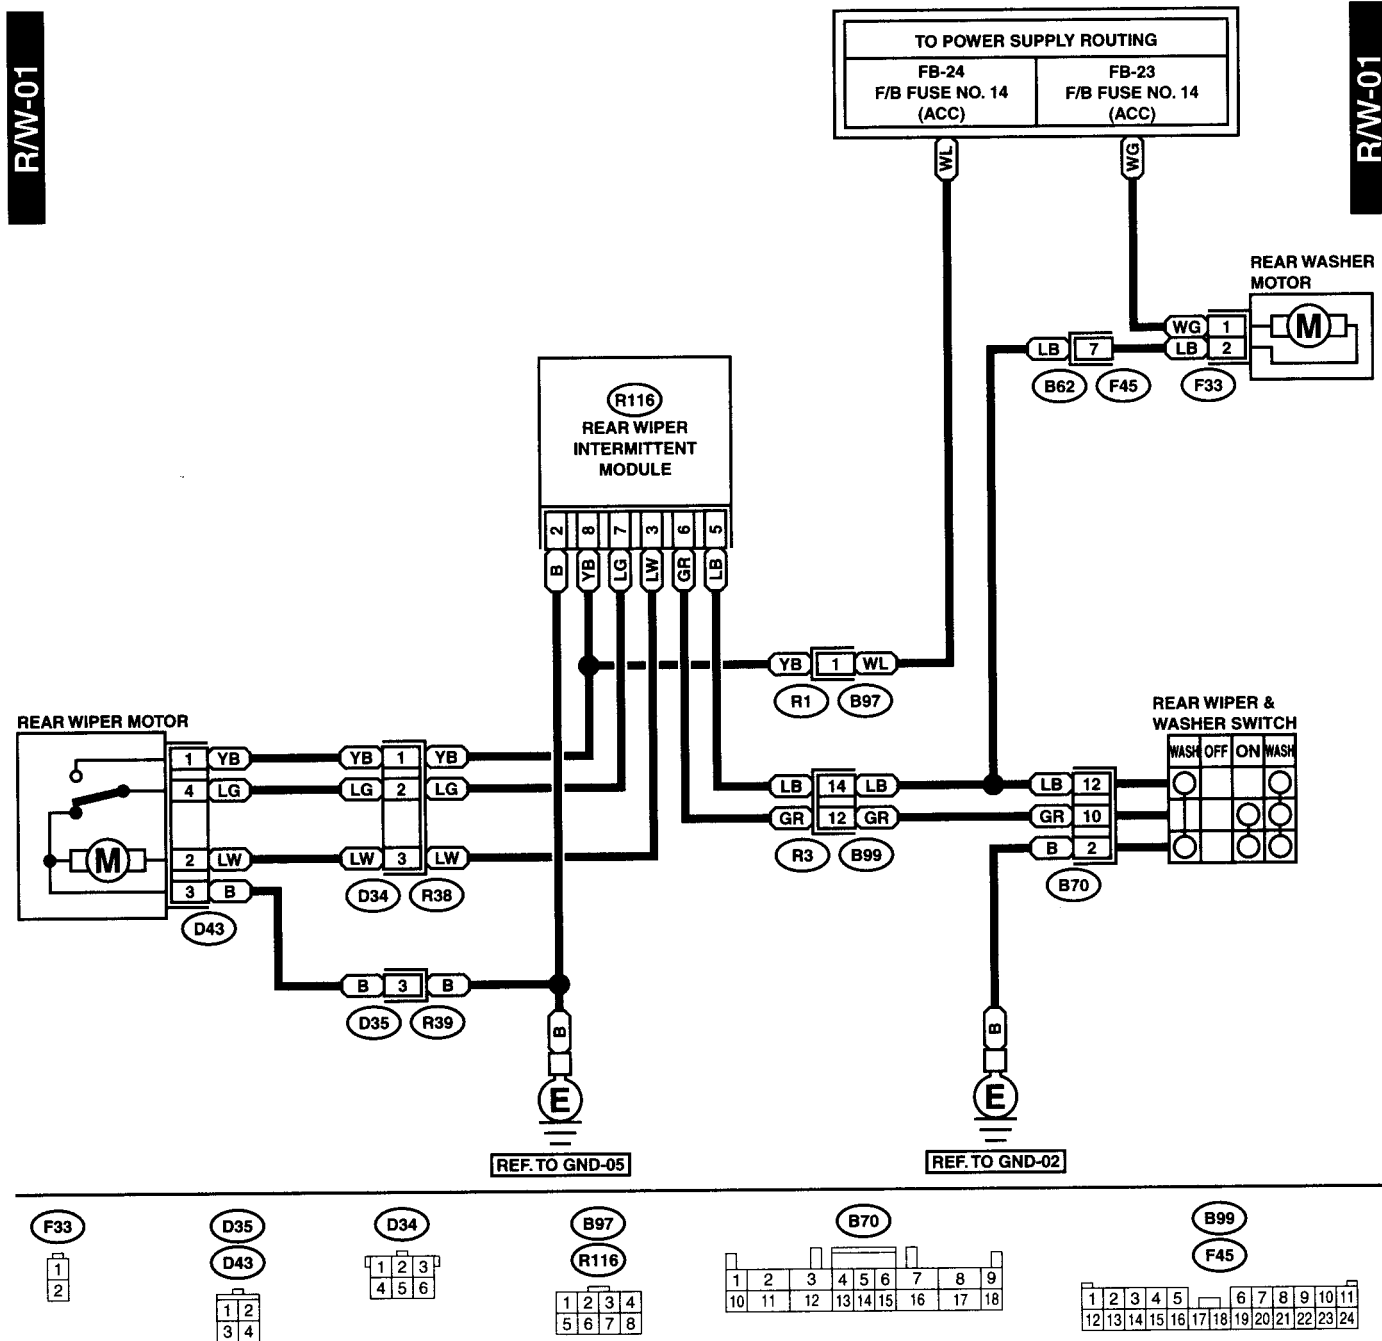 R/W-01
R/W-01
TO POWER SUPPLY ROUTING
FB-24
F/B FUSE NO. 14
(ACC)
FB-23
F/B FUSE NO. 14
(ACC)
WL
WG
REAR WASHER
MOTOR
WG 1
LB 7 LB 2
M
B62 F45 F33
R116
REAR WIPER
INTERMITTENT
MODULE
2 8 7 3 6 5
B YB LG LW GR LB
YB 1 WL
R1 B97
REAR WIPER MOTOR
1 YB YB 1 YB
4 LG LG 2 LG
M
2 LW LW 3 LW
3 B
D34 R38
D43
B 3 B
D35 R39
REAR WIPER &
WASHER SWITCH
WASH OFF ON WASH
LB 14 LB LB 12
GR 12 GR GR 10
B 2
R3 B99
B70
B
B
E
E
REF. TO GND-05
REF. TO GND-02
F33
1
2
D35
D43
1 2
3 4
D34
1 2 3
4 5 6
B97
R116
1 2 3 4
5 6 7 8
B70
1 2 3 4 5 6 7 8 9
10 11 12 13 14 15 16 17 18
B99
F45
1 2 3 4 5 6 7 8 9 10 11
12 13 14 15 16 17 18 19 20 21 22 23 24